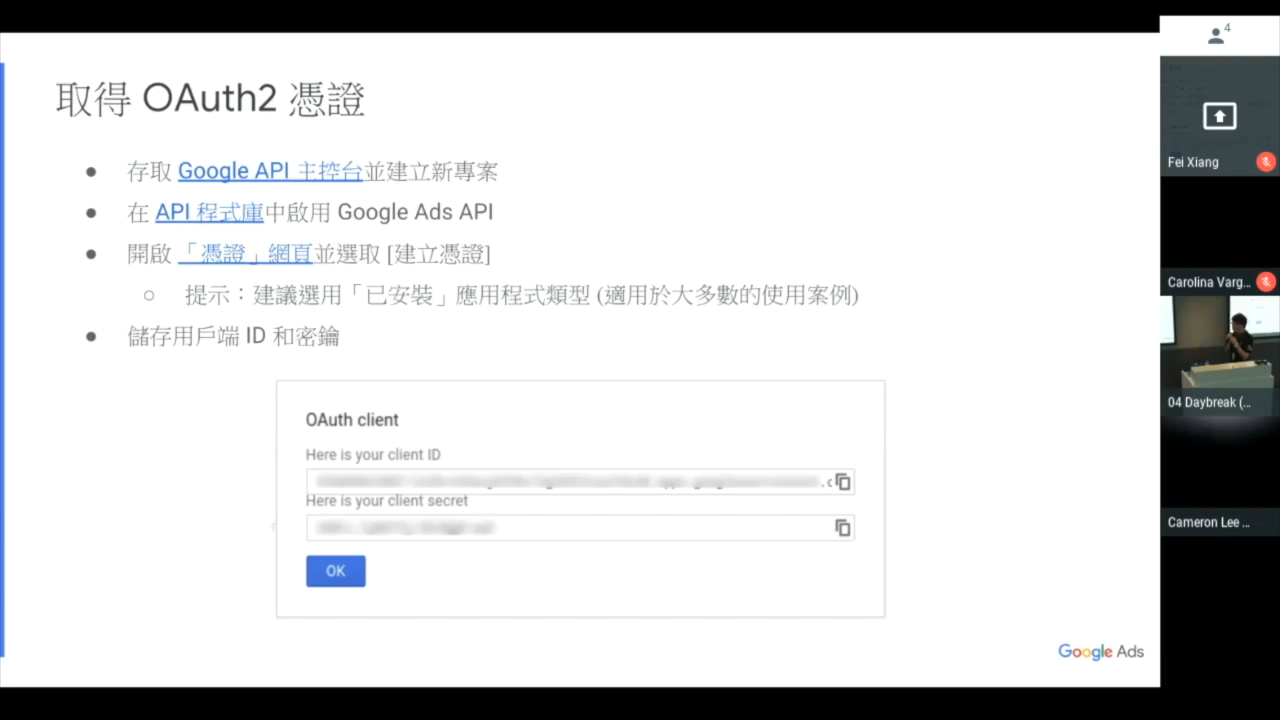 取得 OAuth2 憑證
存取 Google API 主控台並建立新專案
在 API 程式庫中啟用 Google Ads API
開啟 「憑證」網頁並選取 [建立憑證]
提示：建議選用「已安裝」應用程式類型 (適用於大多數的使用案例)
儲存用戶端 ID 和密鑰
OAuth client
Here is your client ID
.c
Here is your client secret
OK
Google Ads
4
Fei Xiang
Carolina Varg...
04 Daybreak (...
Cameron Lee ...